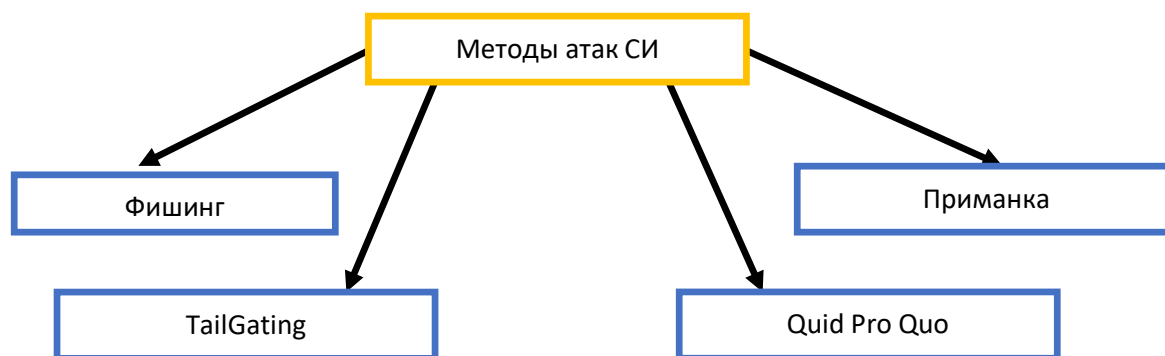 Методы атак СИ
Фишинг
Приманка
TailGating
Quid Pro Quo